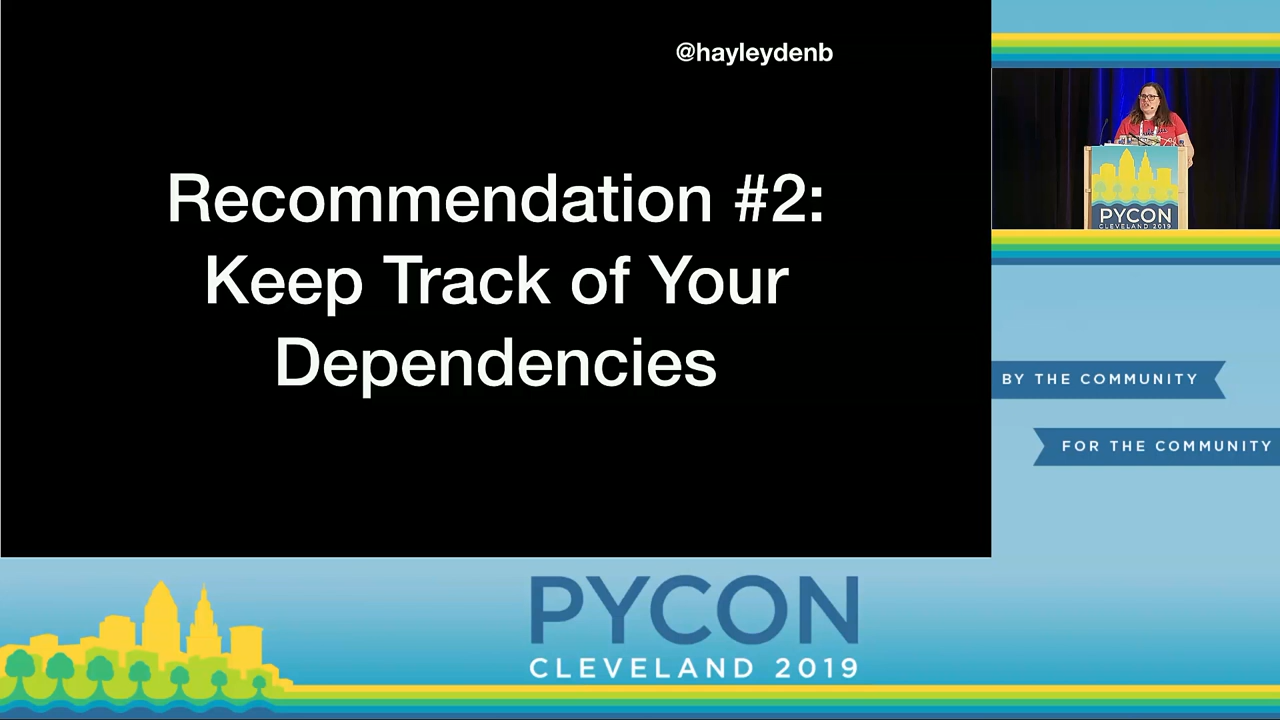 @hayleydenb
Recommendation #2:
Keep Track of Your
Dependencies
PYCON
CLEVELAND 2019
BY THE COMMUNITY
FOR THE COMMUNITY
PYCON
CLEVELAND 2019